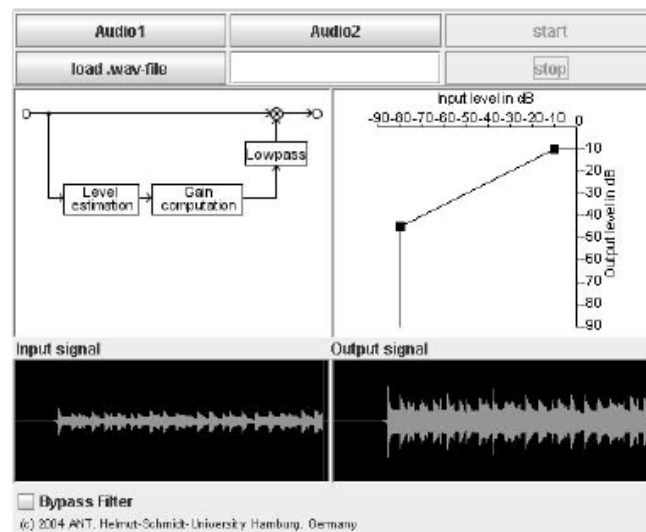 Audio1 Audio2 start
load .wav-file stop
Input level in dB
-90-80-70-60-50-40-30-20-10 0
Lowpass
Level
estimation
Gain
computation
-10
-20
-30
-40
-50
-60
-70
-80
-90
Output level in dB
Input signal Output signal
Bypass Filter
(c) 2004 ANT, Helmut-Schmidt-University Hamburg, Germany